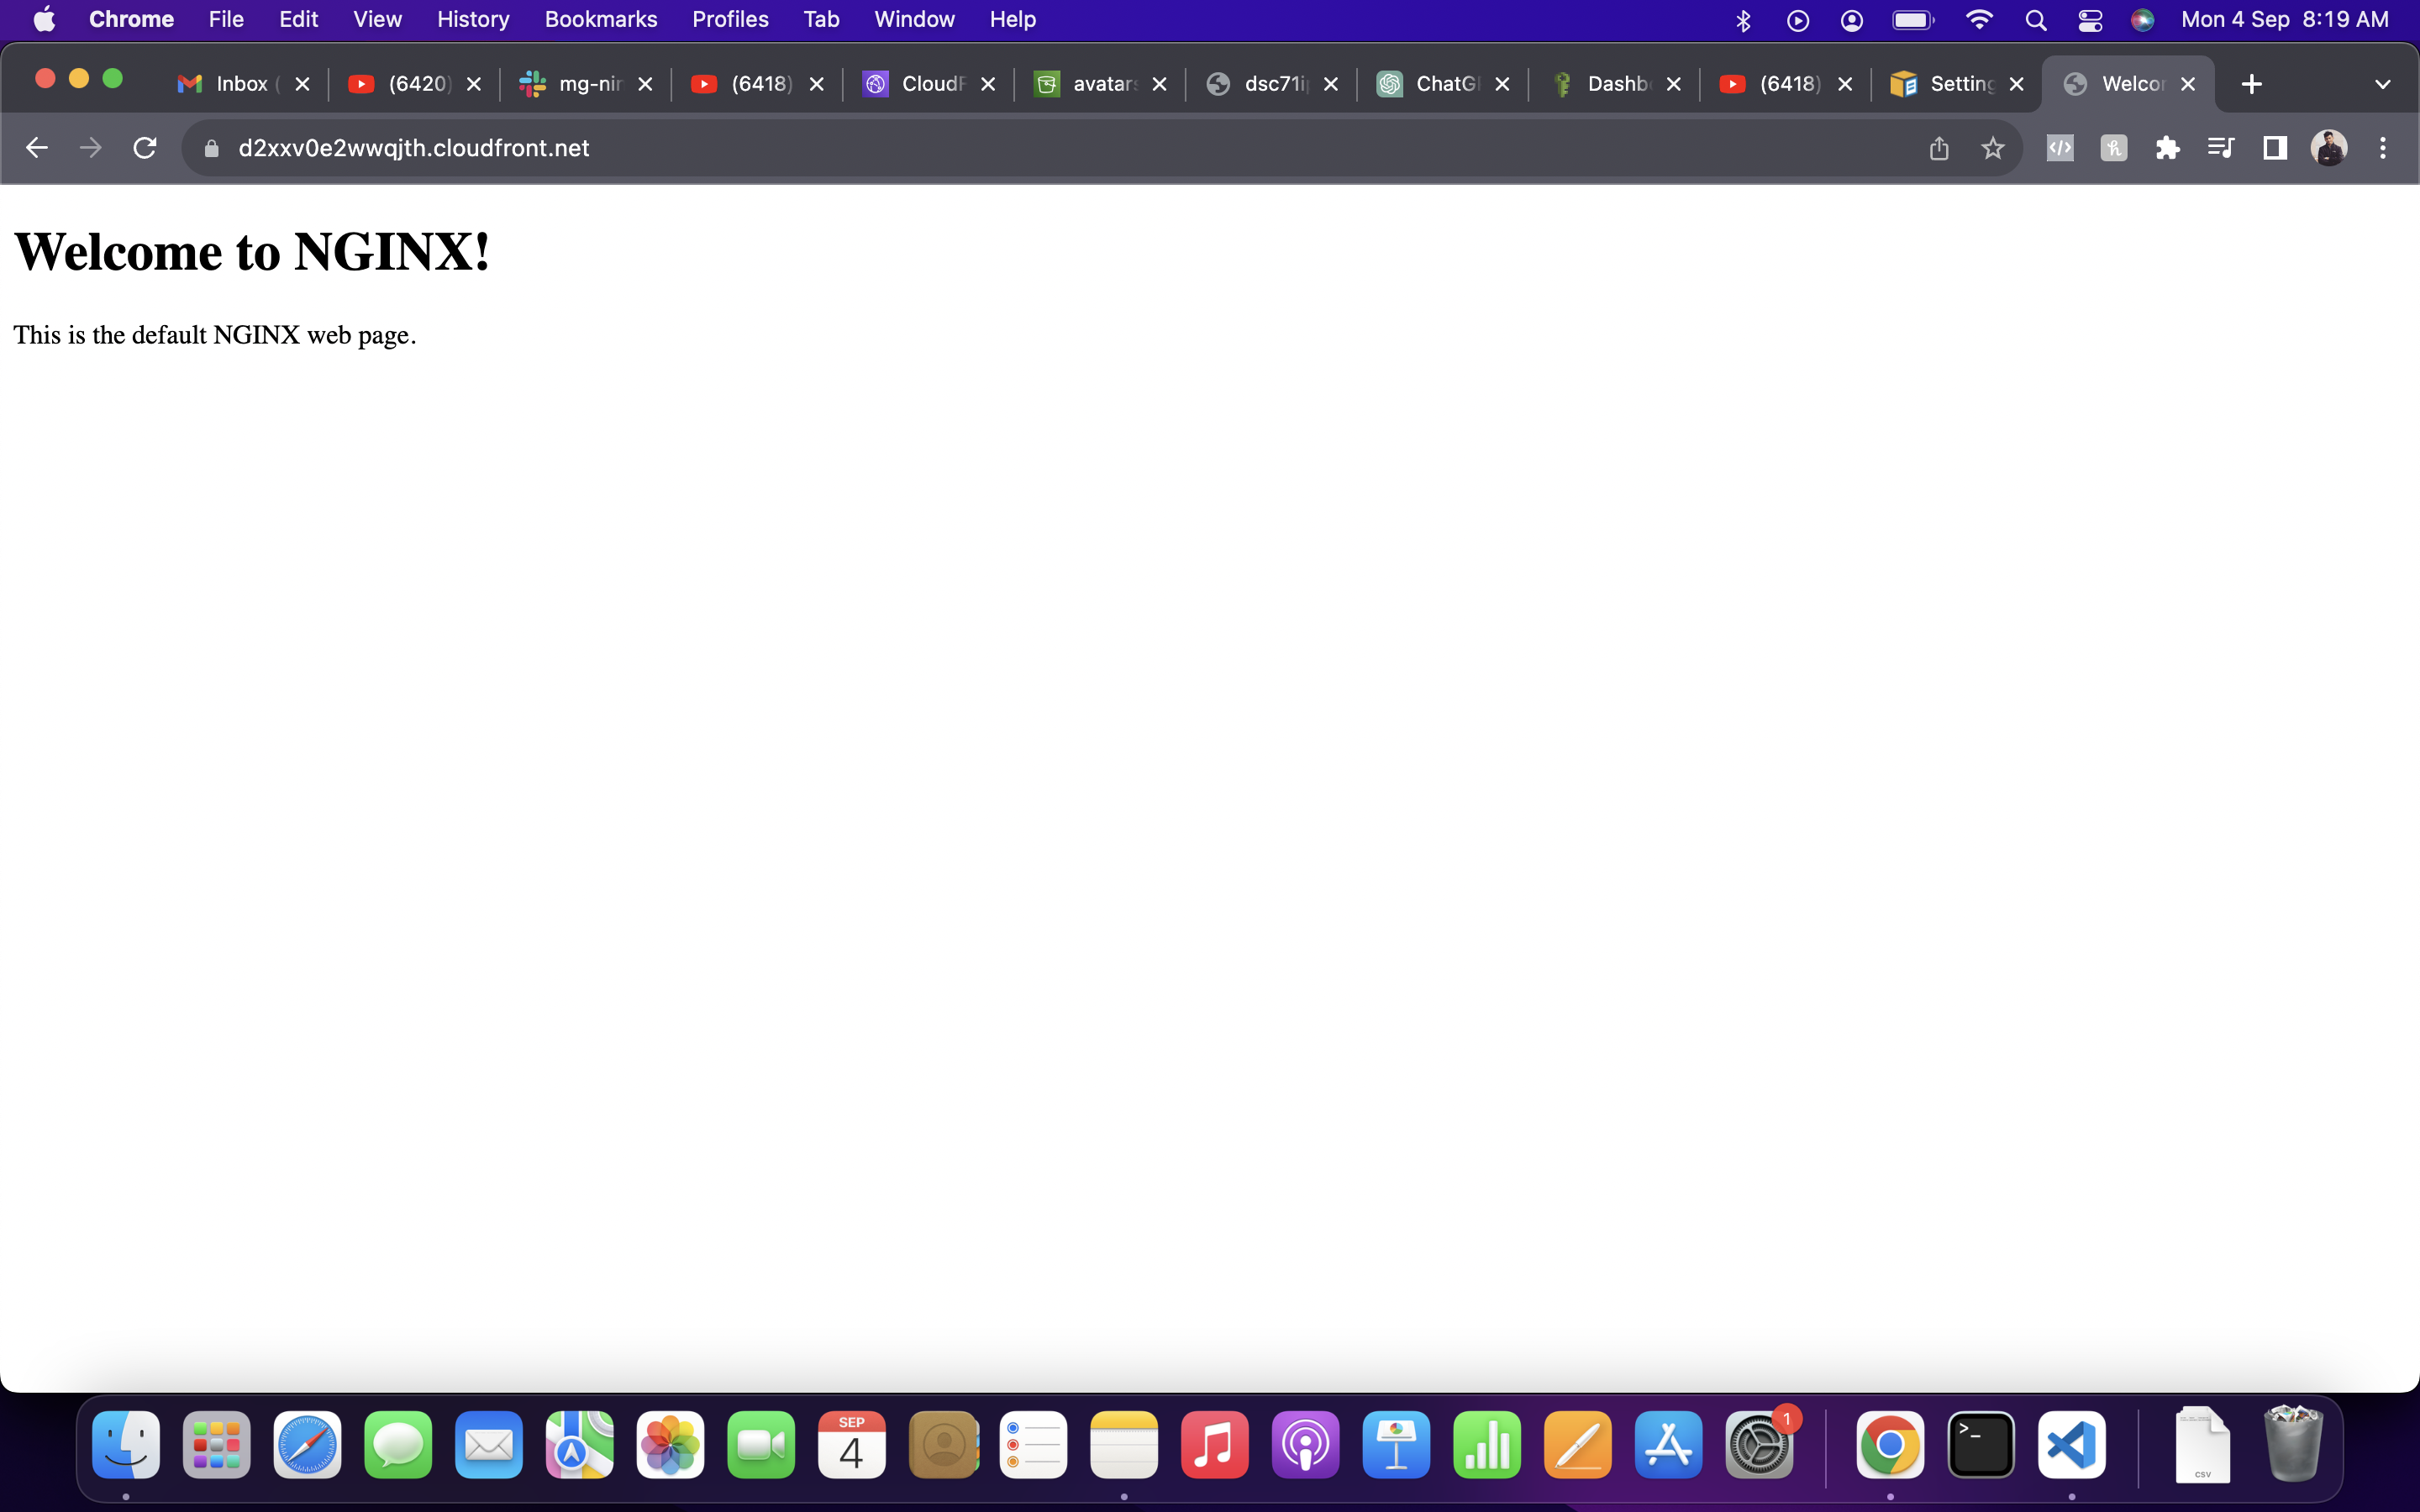 Chrome File Edit View History Bookmarks Profiles Tab Window Help Mon 4 Sep 8:19 AM
Inbox ( (6420) mg-nir (6418) CloudF avatars dsc71i ChatG Dashb (6418) Setting Welcor
d2xxv0e2wwqjth.cloudfront.net
Welcome to NGINX!
This is the default NGINX web page.
SEP
4
1
>_
CSV